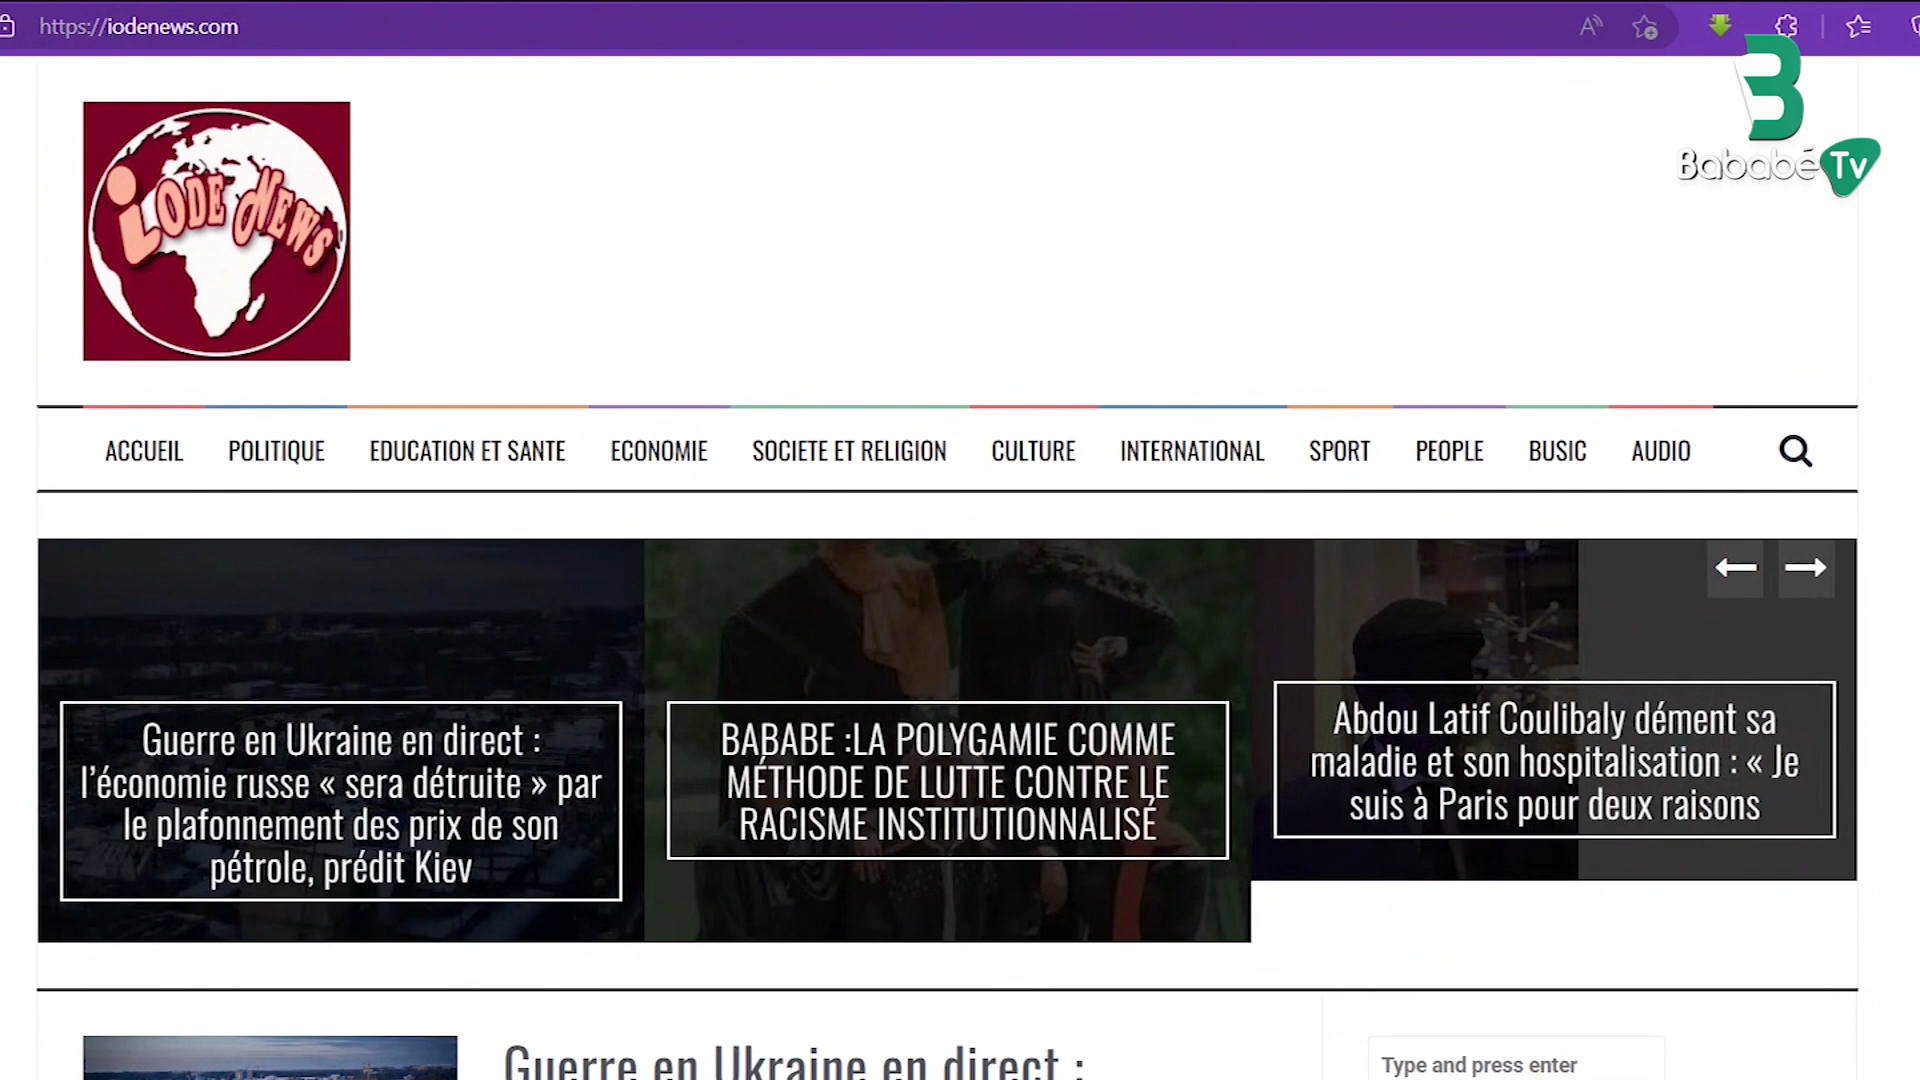 https://iodenews.com
Bababé Tv
iODE NEWS
ACCUEIL POLITIQUE EDUCATION ET SANTE ECONOMIE SOCIETE ET RELIGION CULTURE INTERNATIONAL SPORT PEOPLE BUSIC AUDIO
Guerre en Ukraine en direct :
l’économie russe « sera détruite » par
le plafonnement des prix de son
pétrole, prédit Kiev
BABABE :LA POLYGAMIE COMME
MÉTHODE DE LUTTE CONTRE LE
RACISME INSTITUTIONNALISÉ
Abdou Latif Coulibaly dément sa
maladie et son hospitalisation : « Je
suis à Paris pour deux raisons
Guerre en Ukraine en direct :
Type and press enter